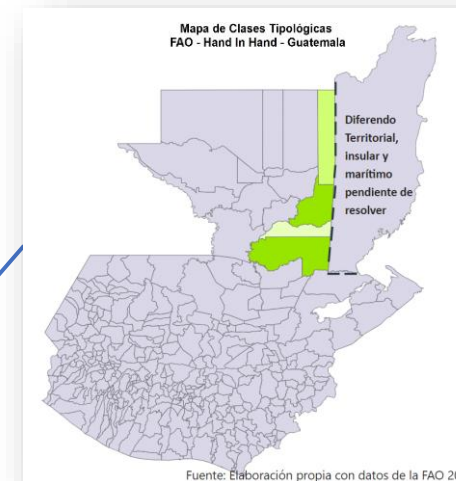 Mapa de Clases Tipológicas
FAO - Hand In Hand - Guatemala
Diferendo
Territorial,
insular y
marítimo
pendiente de
resolver
Fuente: Elaboración propia con datos de la FAO